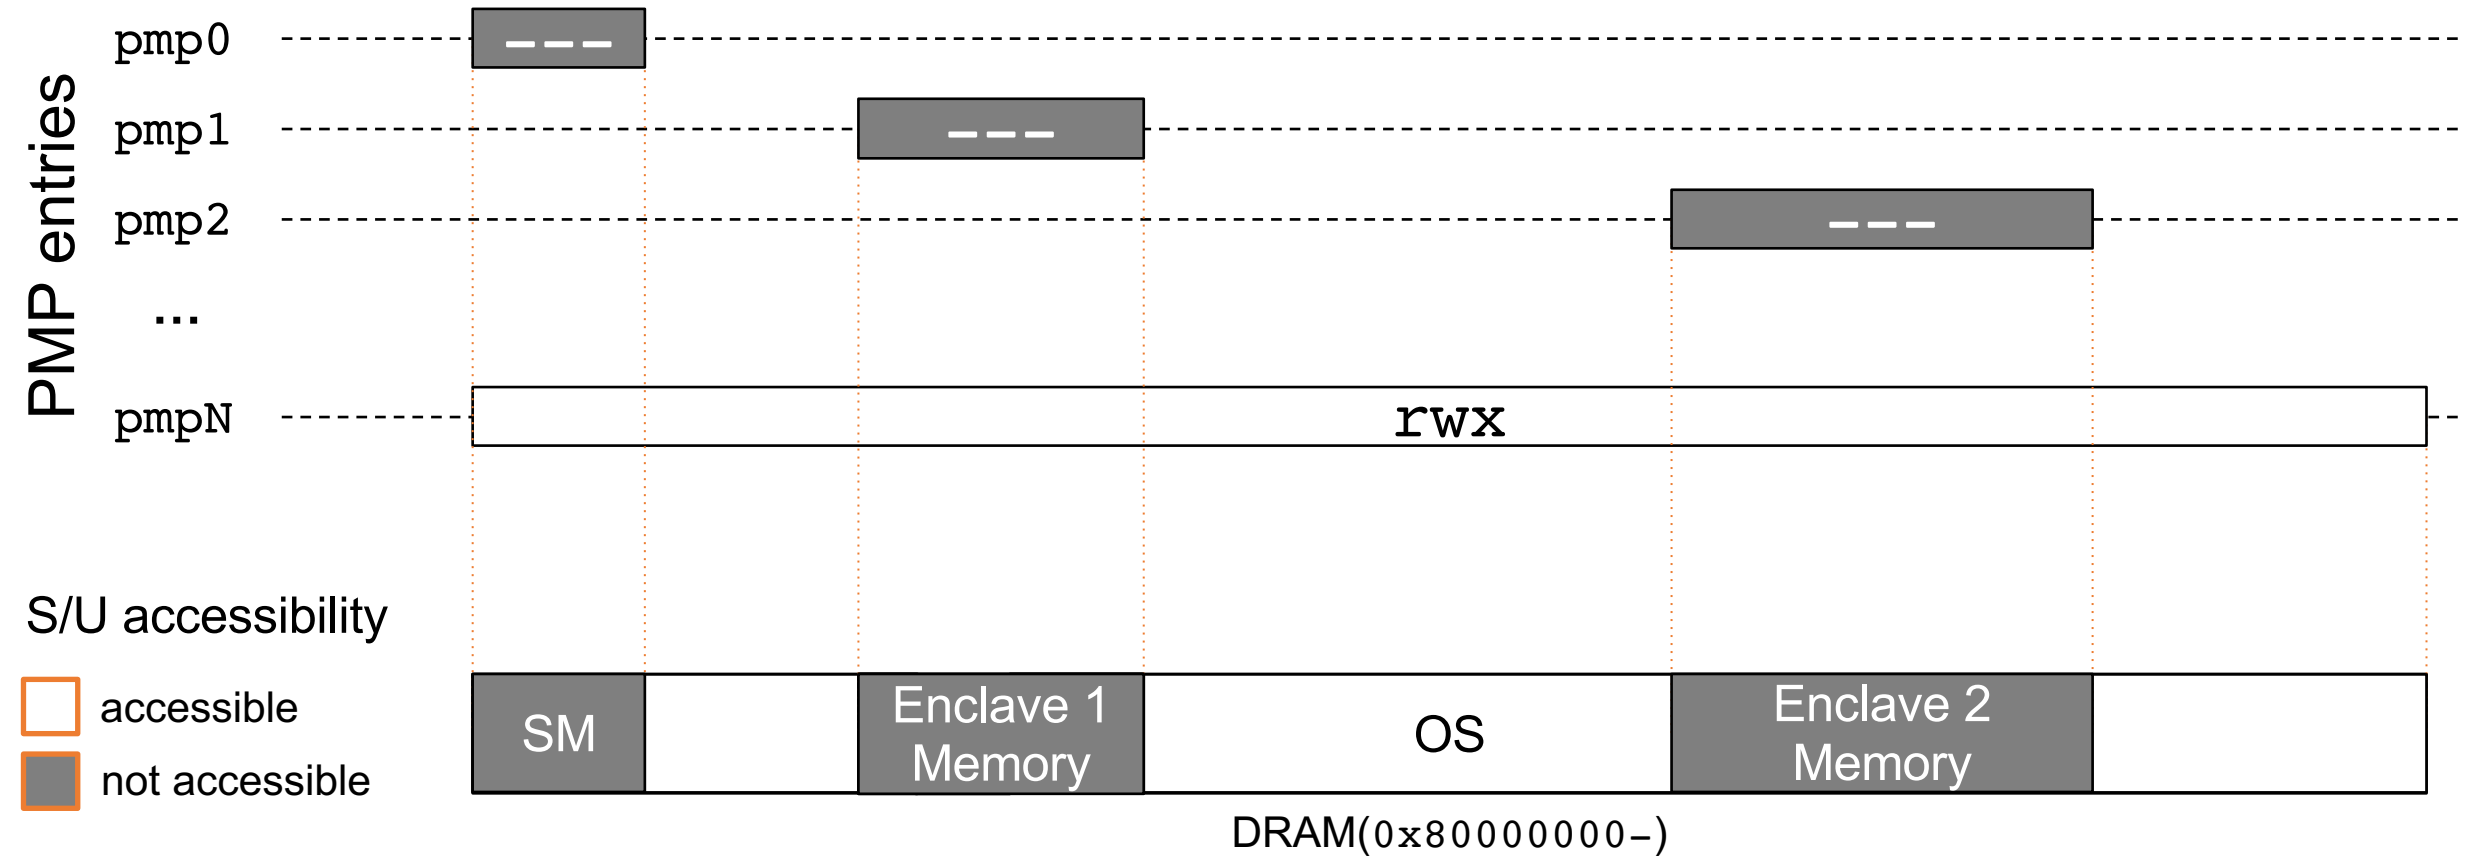 PMP entries
pmp0
---
pmp1
---
pmp2
---
...
pmpN
rwx
S/U accessibility
accessible
not accessible
SM
Enclave 1
Memory
OS
Enclave 2
Memory
DRAM(0x80000000-)